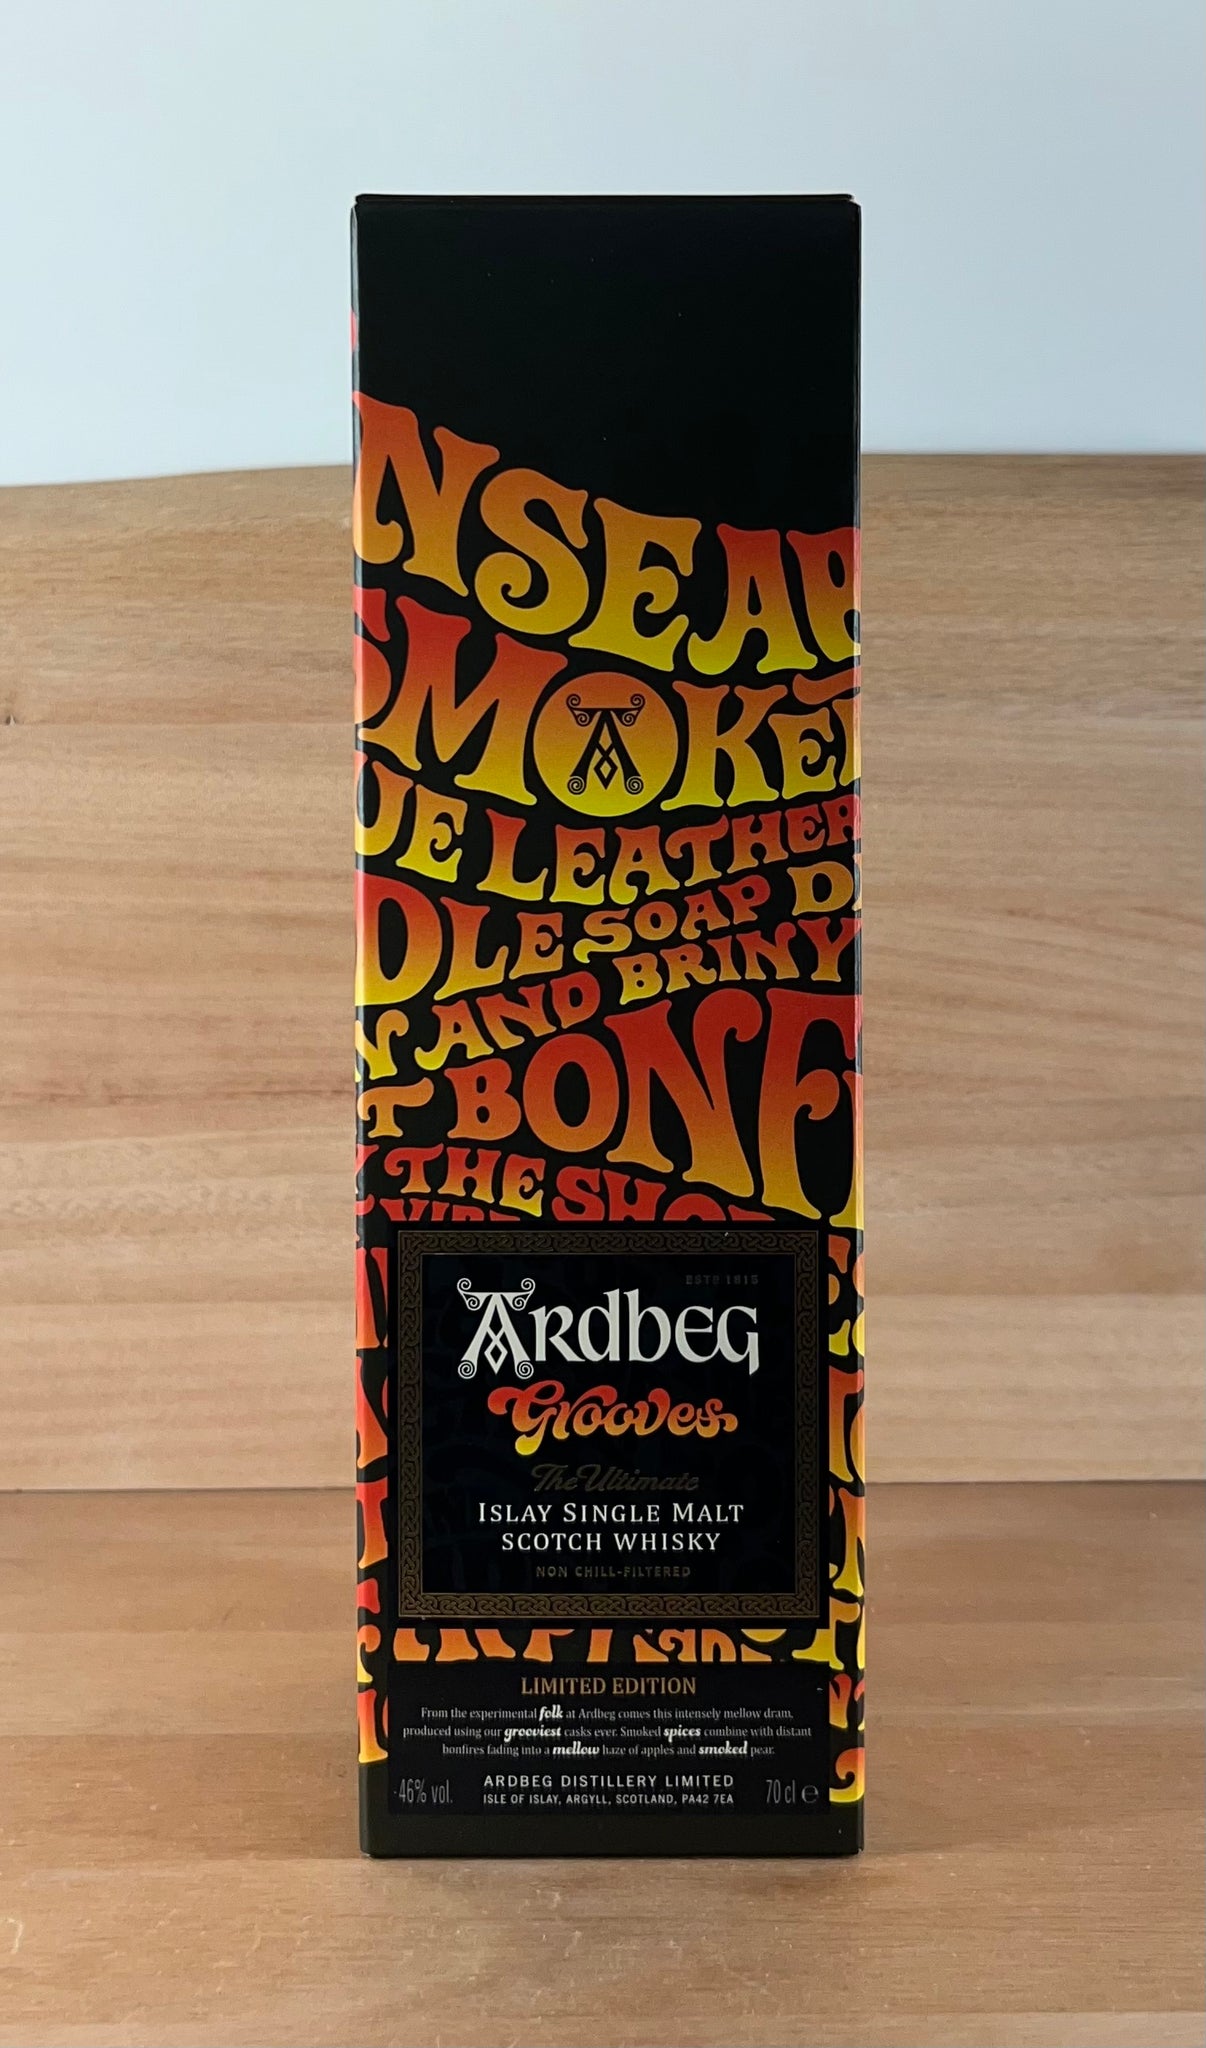 NSEA
SMOKE
UE LEATHER
DLE SOAP D
N AND BRINY
T BONF
THE SHO
ESTD 1815
ARDBEG
Grooves
The Ultimate
ISLAY SINGLE MALT
SCOTCH WHISKY
NON CHILL-FILTERED
LIMITED EDITION
From the experimental folk at Ardbeg comes this intensely mellow dram,
produced using our grooviest casks ever. Smoked spices combine with distant
bonfires fading into a mellow haze of apples and smoked pear.
46% vol.
ARDBEG DISTILLERY LIMITED
ISLE OF ISLAY, ARGYLL, SCOTLAND, PA42 7EA
70 cl e